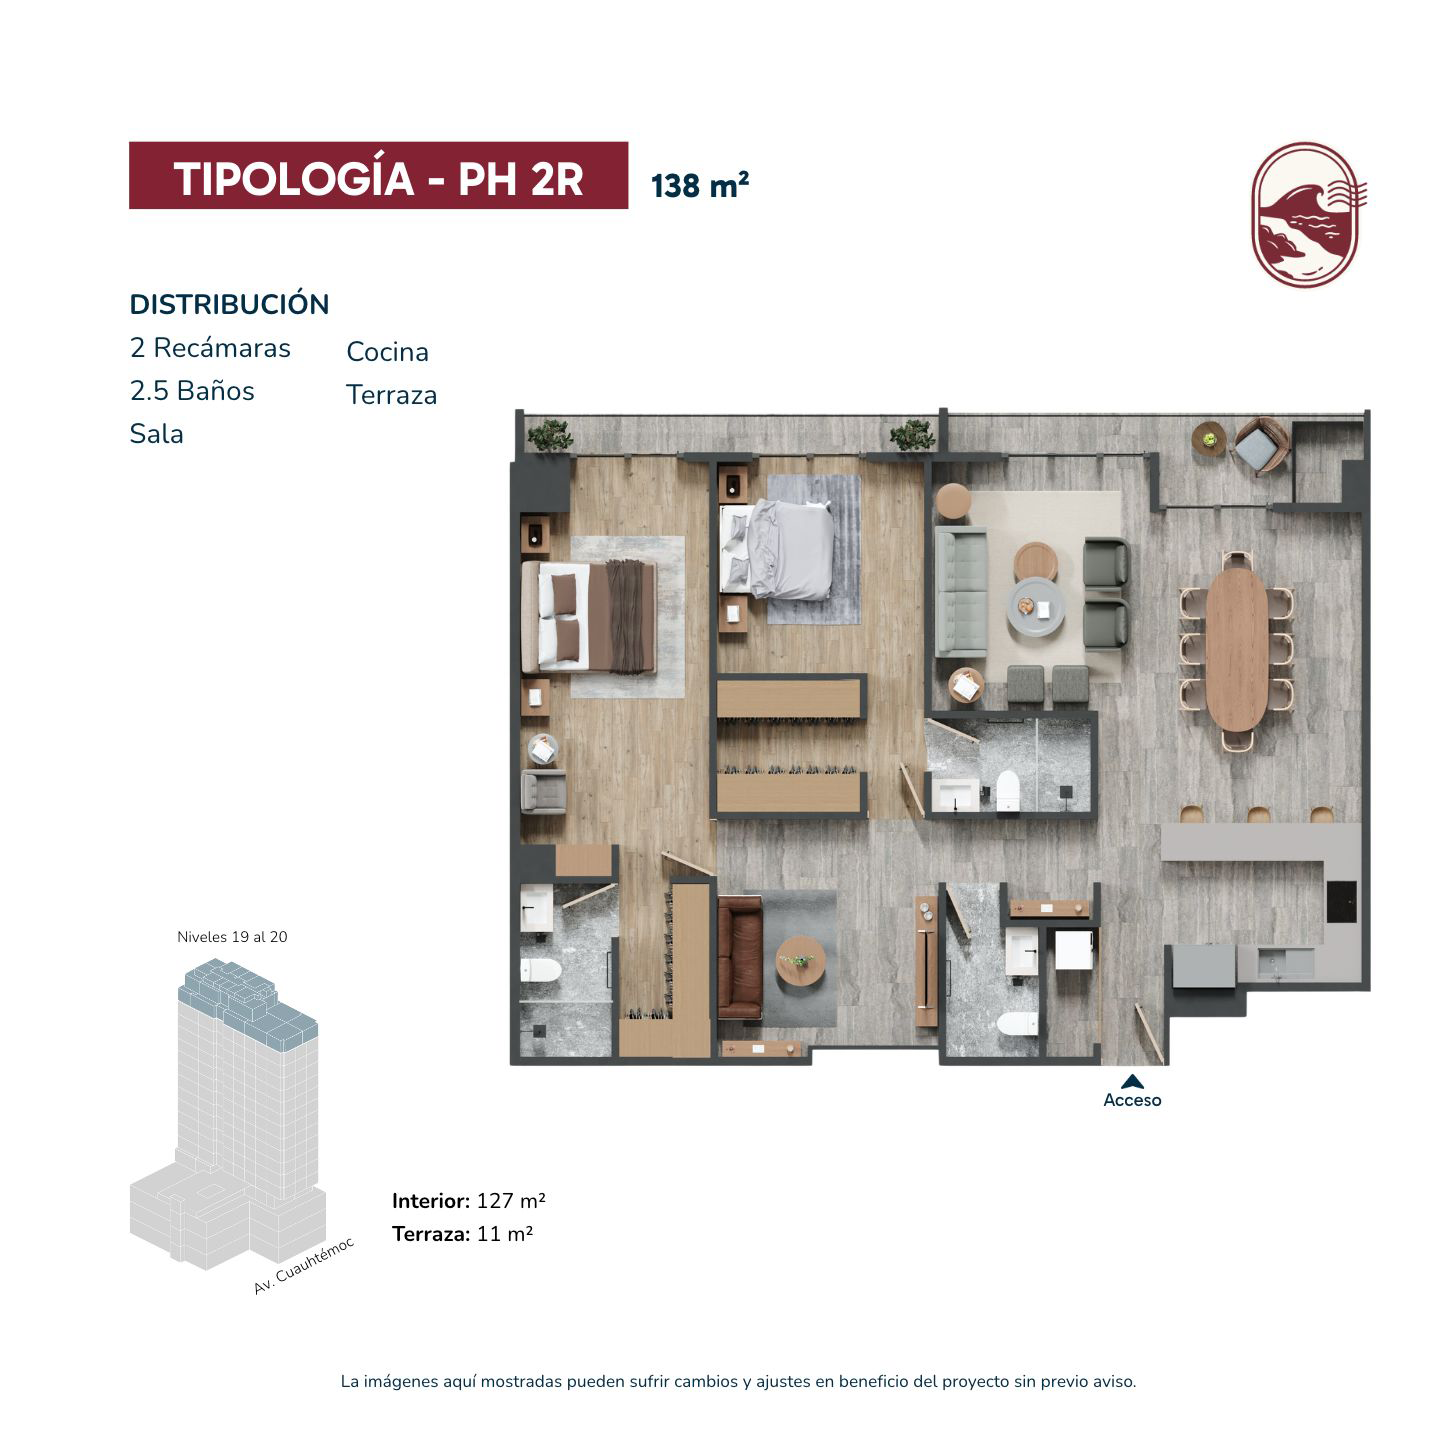 TIPOLOGÍA - PH 2R
138 m²
DISTRIBUCIÓN
2 Recámaras
2.5 Baños
Sala
Cocina
Terraza
Niveles 19 al 20
Av. Cuauhtémoc
Acceso
Interior: 127 m²
Terraza: 11 m²
La imágenes aquí mostradas pueden sufrir cambios y ajustes en beneficio del proyecto sin previo aviso.